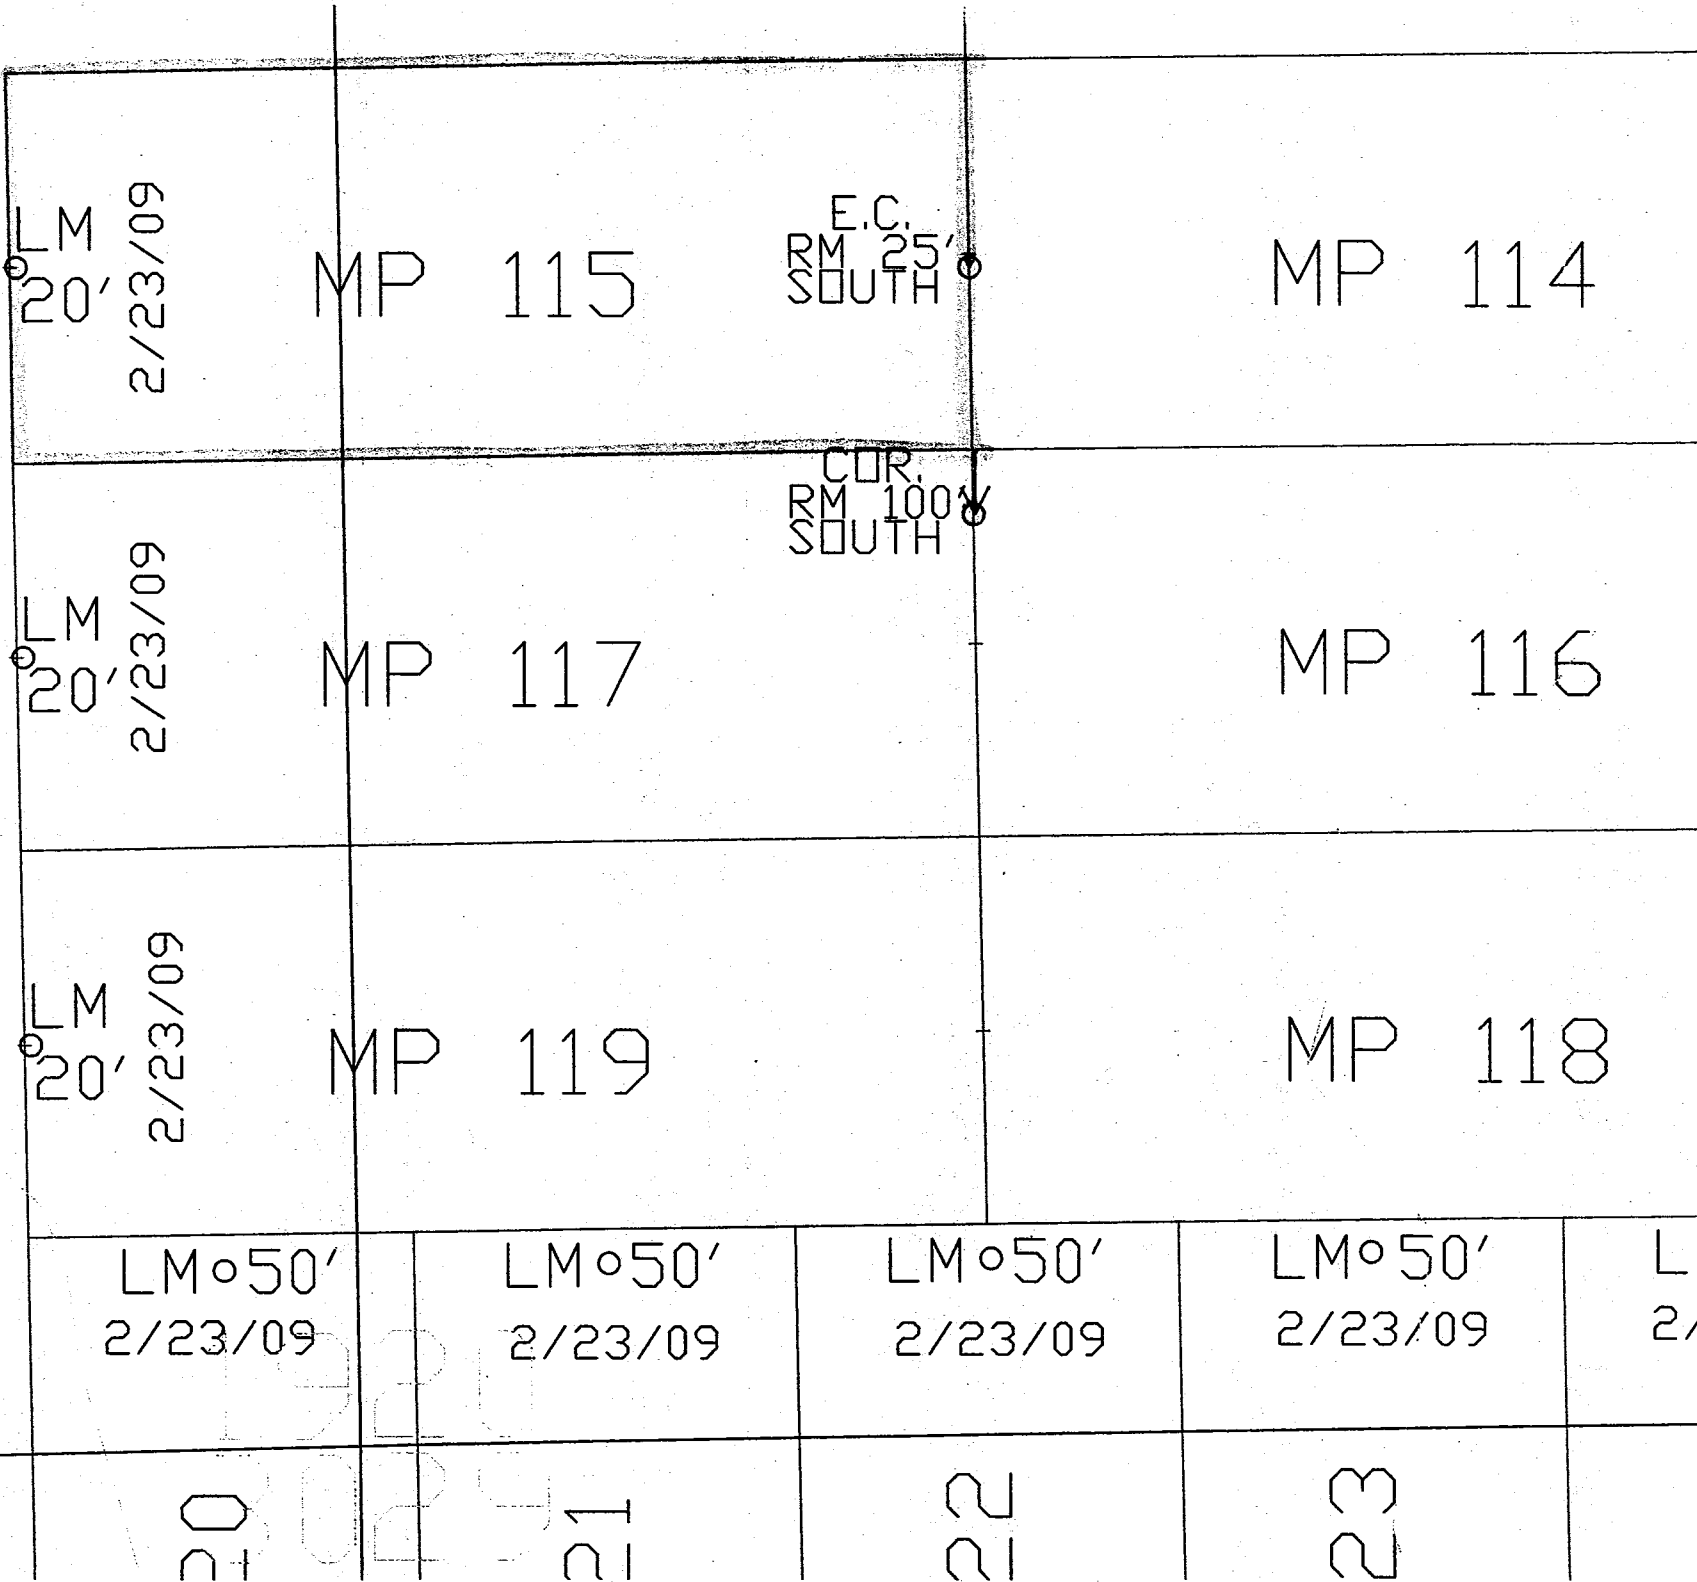 LM
20'
2/23/09
MP 115
E.C.
RM 25'
SOUTH
MP 114
LM
20'
2/23/09
MP 117
COR.
RM 100'
SOUTH
MP 116
LM
20'
2/23/09
MP 119
MP 118
LM 50'
2/23/09
LM 50'
2/23/09
LM 50'
2/23/09
LM 50'
2/23/09
L
2/
20
21
22
23